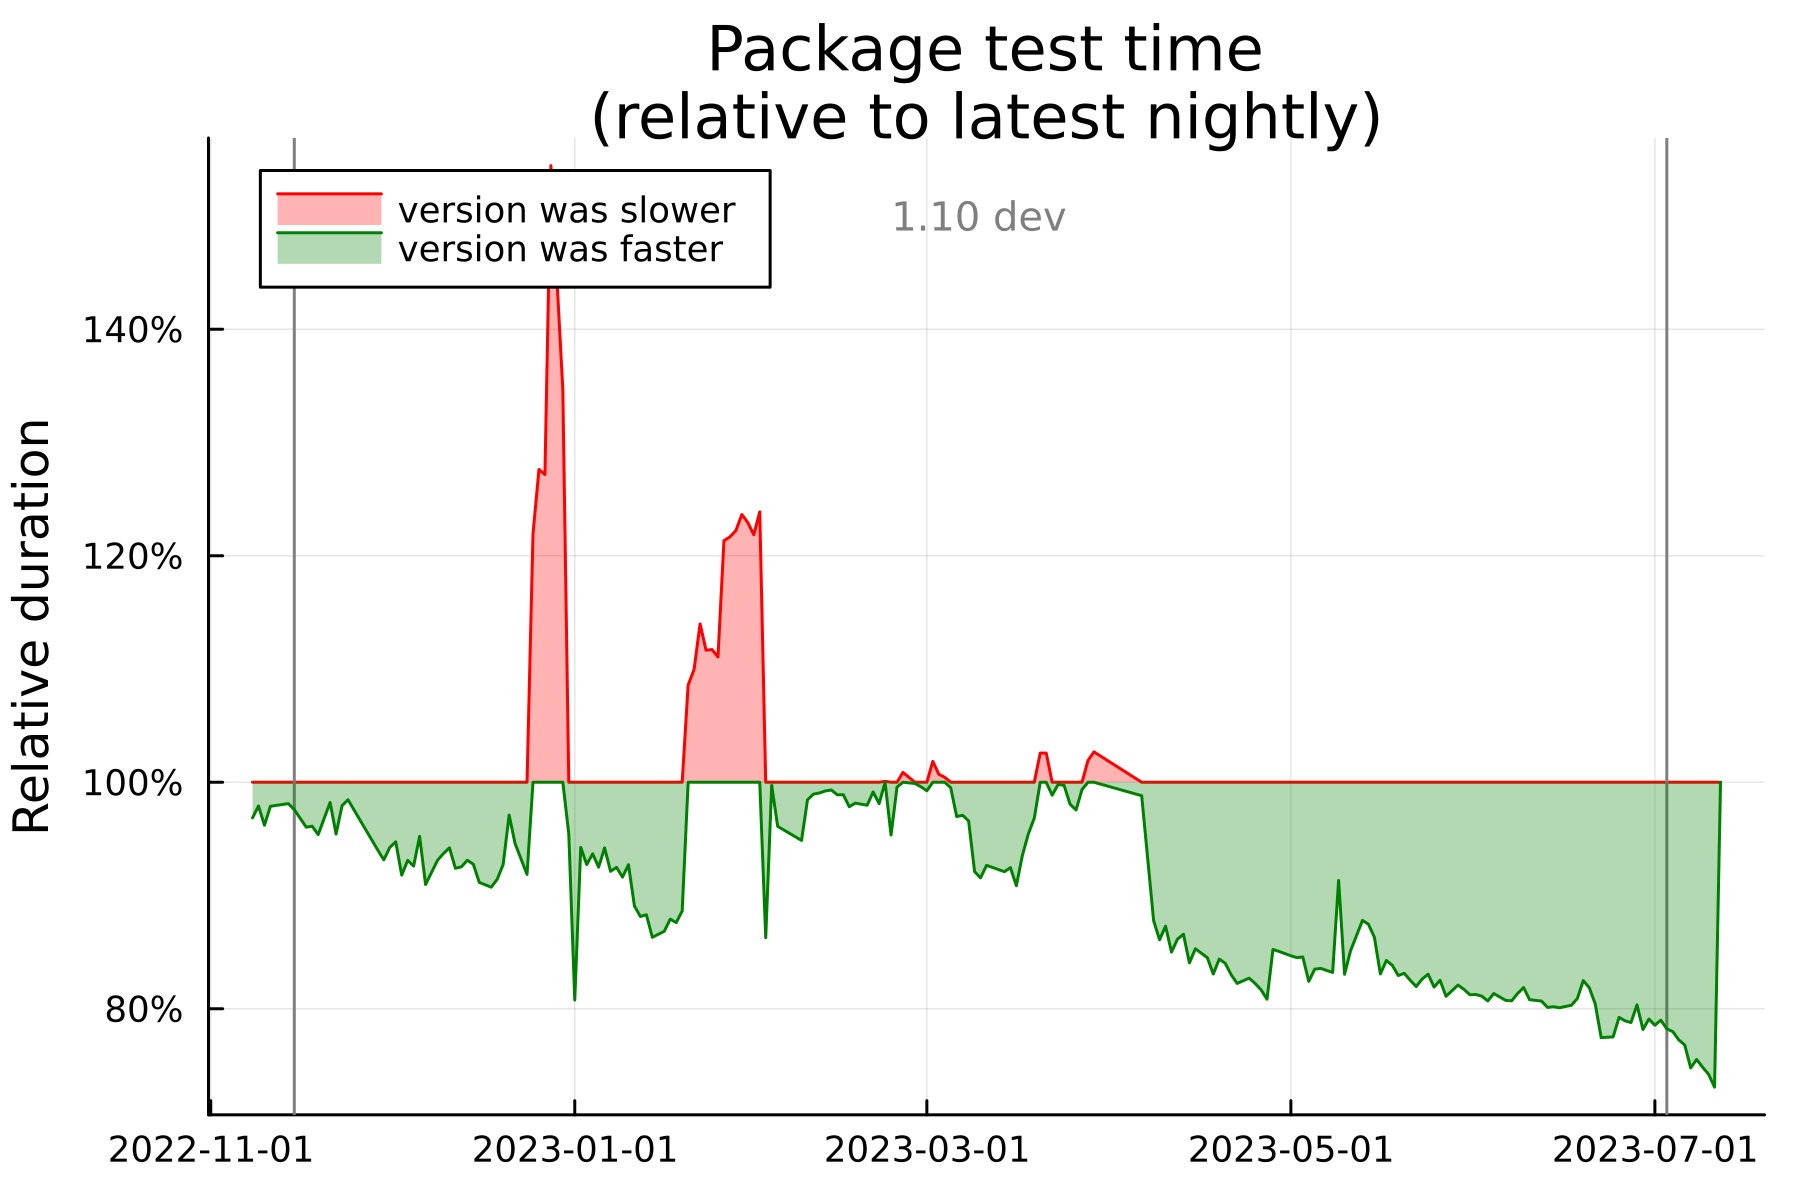 Package test time
(relative to latest nightly)
version was slower
version was faster
1.10 dev
Relative duration
140%
120%
100%
80%
2022-11-01
2023-01-01
2023-03-01
2023-05-01
2023-07-01